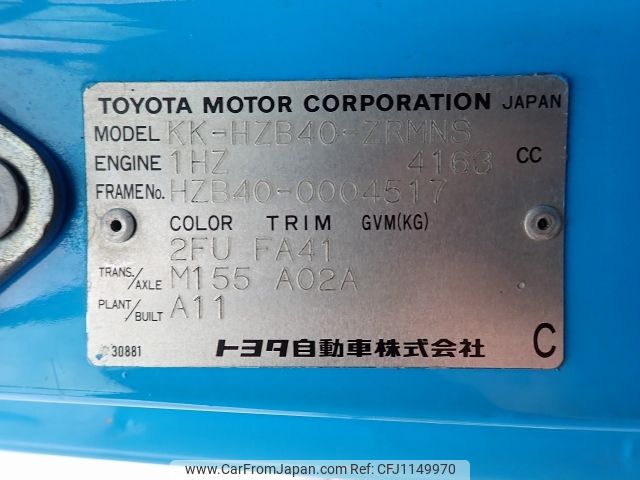 TOYOTA MOTOR CORPORATION JAPAN
MODEL KK-HZB40-ZRMNS
ENGINE 1HZ 4163 CC
FRAME No. HZB40-0004517
COLOR TRIM GVM(KG)
2FU FA41
TRANS./AXLE M155 A02A
PLANT/BUILT A11
30881 トヨタ自動車株式会社 C
www.CarFromJapan.com Stock No: CFJ1149970